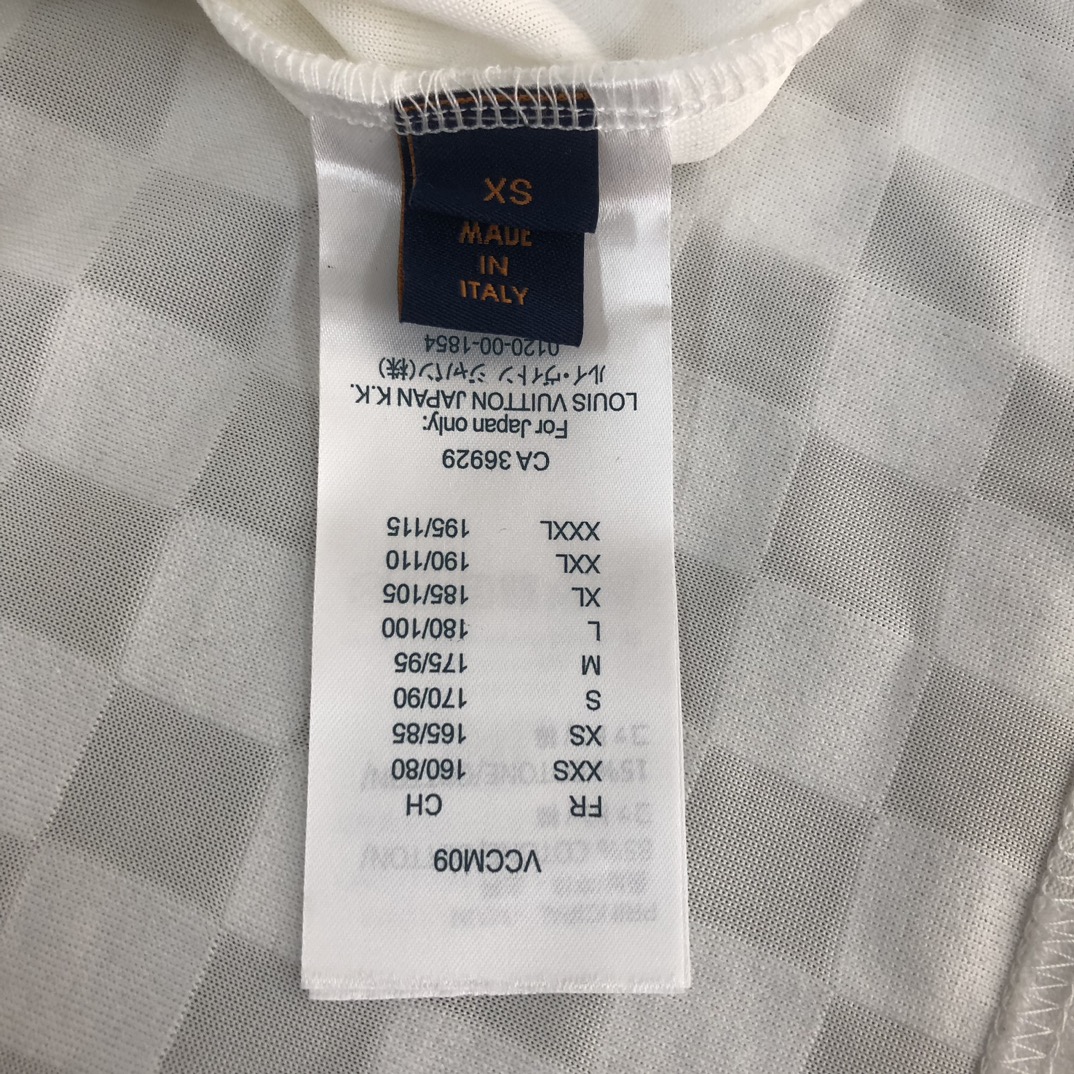 XS
MADE
IN
ITALY
VCCM09
FR CH
XXS 160/80
XS 165/85
S 170/90
M 175/95
L 180/100
XL 185/105
XXL 190/110
XXXL 195/115
CA 36929
For Japan only:
LOUIS VUITTON JAPAN K.K.
ルイ・ヴィトン ジャパン(株)
0120-00-1854